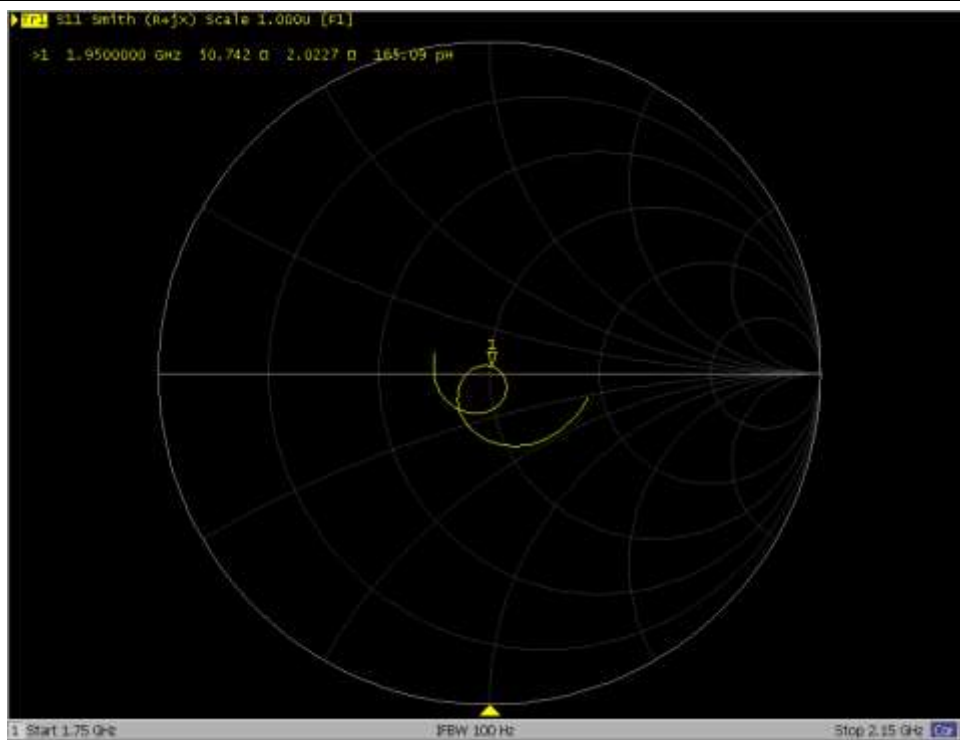 Tr1 S11 Smith (R+jX) Scale 1.000U [F1]
>1 1.9500000 GHz 50.742 Ω 2.0227 Ω 165.09 pH
1
1 Start 1.75 GHz IFBW 100 Hz Stop 2.15 GHz Cor